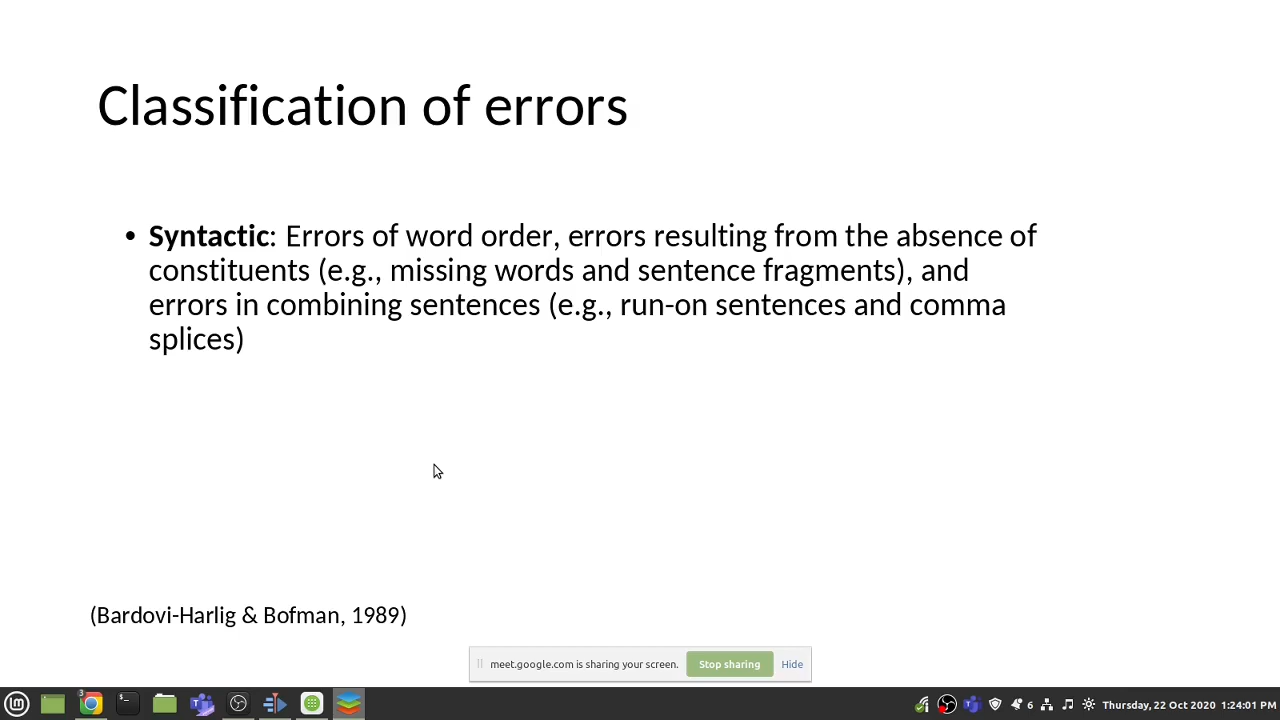 Classification of errors
• Syntactic: Errors of word order, errors resulting from the absence of
constituents (e.g., missing words and sentence fragments), and
errors in combining sentences (e.g., run-on sentences and comma
splices)
(Bardovi-Harlig & Bofman, 1989)
meet.google.com is sharing your screen. Stop sharing Hide
3 6 Thursday, 22 Oct 2020 1:24:01 PM